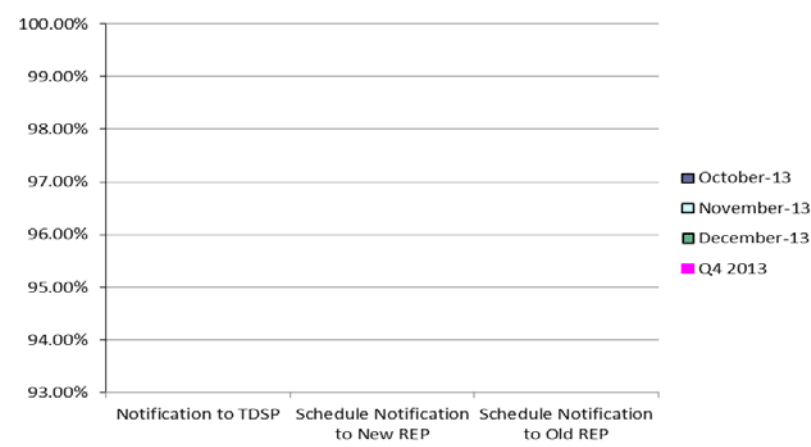 100.00%
99.00%
98.00%
97.00%
96.00%
95.00%
94.00%
93.00%
Notification to TDSP
Schedule Notification
to New REP
Schedule Notification
to Old REP
October-13
November-13
December-13
Q4 2013